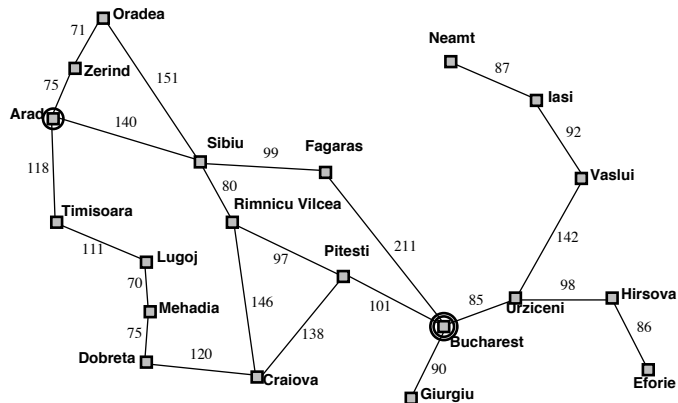 Oradea
71
Neamt
Zerind
87
75
151
Iasi
Arad
140
92
Sibiu
Fagaras
99
118
Vaslui
80
Timisoara
Rimnicu Vilcea
111
211
142
Lugoj
97
Pitesti
70
98
Hirsova
146
101
85
Mehadia
Urziceni
138
86
75
Bucharest
120
Dobreta
90
Craiova
Eforie
Giurgiu